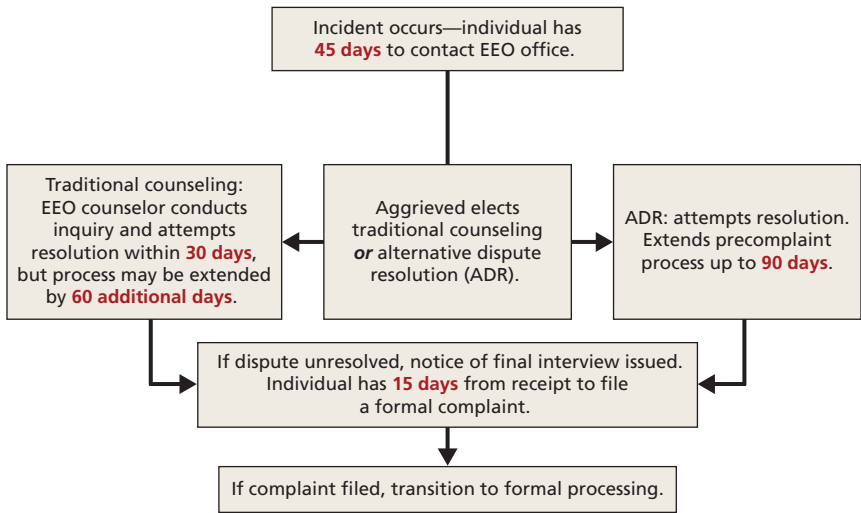 Incident occurs—individual has
45 days to contact EEO office.
Traditional counseling:
EEO counselor conducts
inquiry and attempts
resolution within 30 days,
but process may be extended
by 60 additional days.
Aggrieved elects
traditional counseling
or alternative dispute
resolution (ADR).
ADR: attempts resolution.
Extends precomplaint
process up to 90 days.
If dispute unresolved, notice of final interview issued.
Individual has 15 days from receipt to file
a formal complaint.
If complaint filed, transition to formal processing.